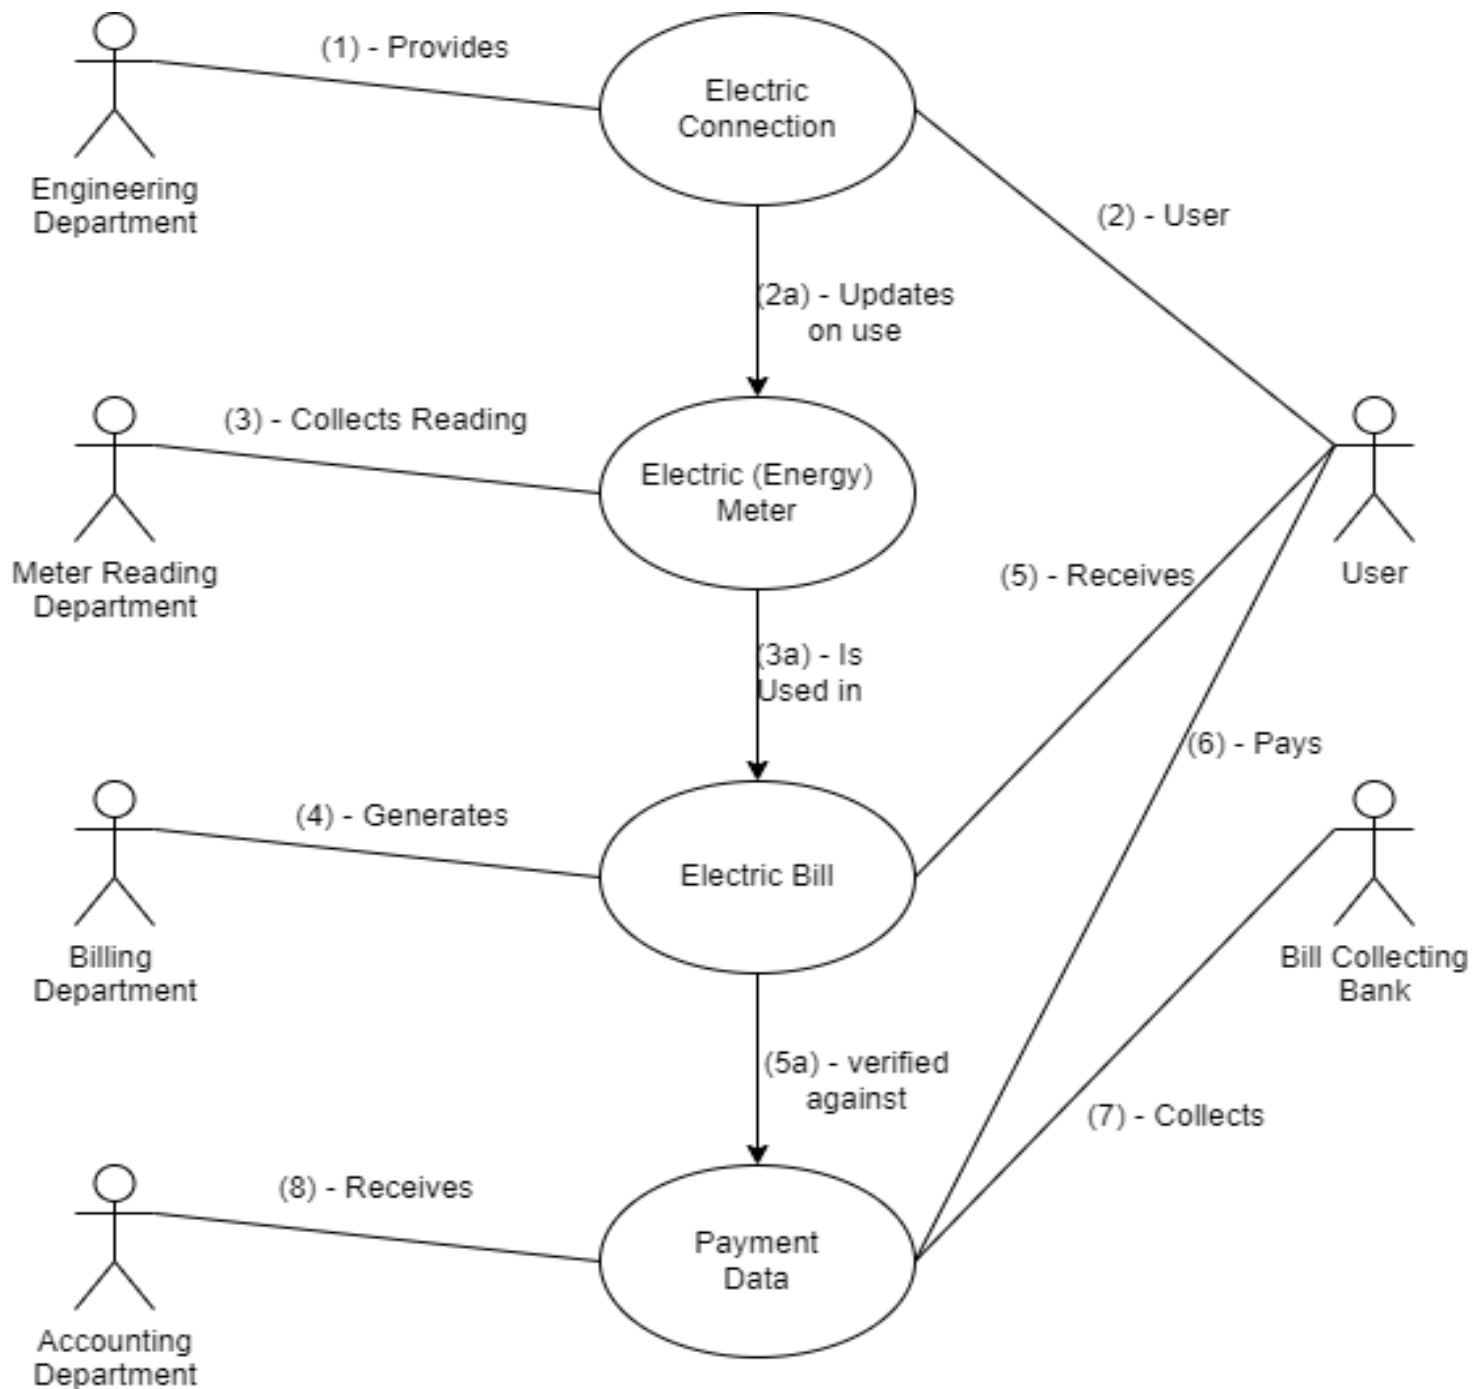 (1) - Provides
Electric
Connection
Engineering
Department
(2) - User
(2a) - Updates
on use
(3) - Collects Reading
Electric (Energy)
Meter
Meter Reading
Department
User
(5) - Receives
(3a) - Is
Used in
(6) - Pays
(4) - Generates
Electric Bill
Billing
Department
Bill Collecting
Bank
(5a) - verified
against
(7) - Collects
(8) - Receives
Payment
Data
Accounting
Department